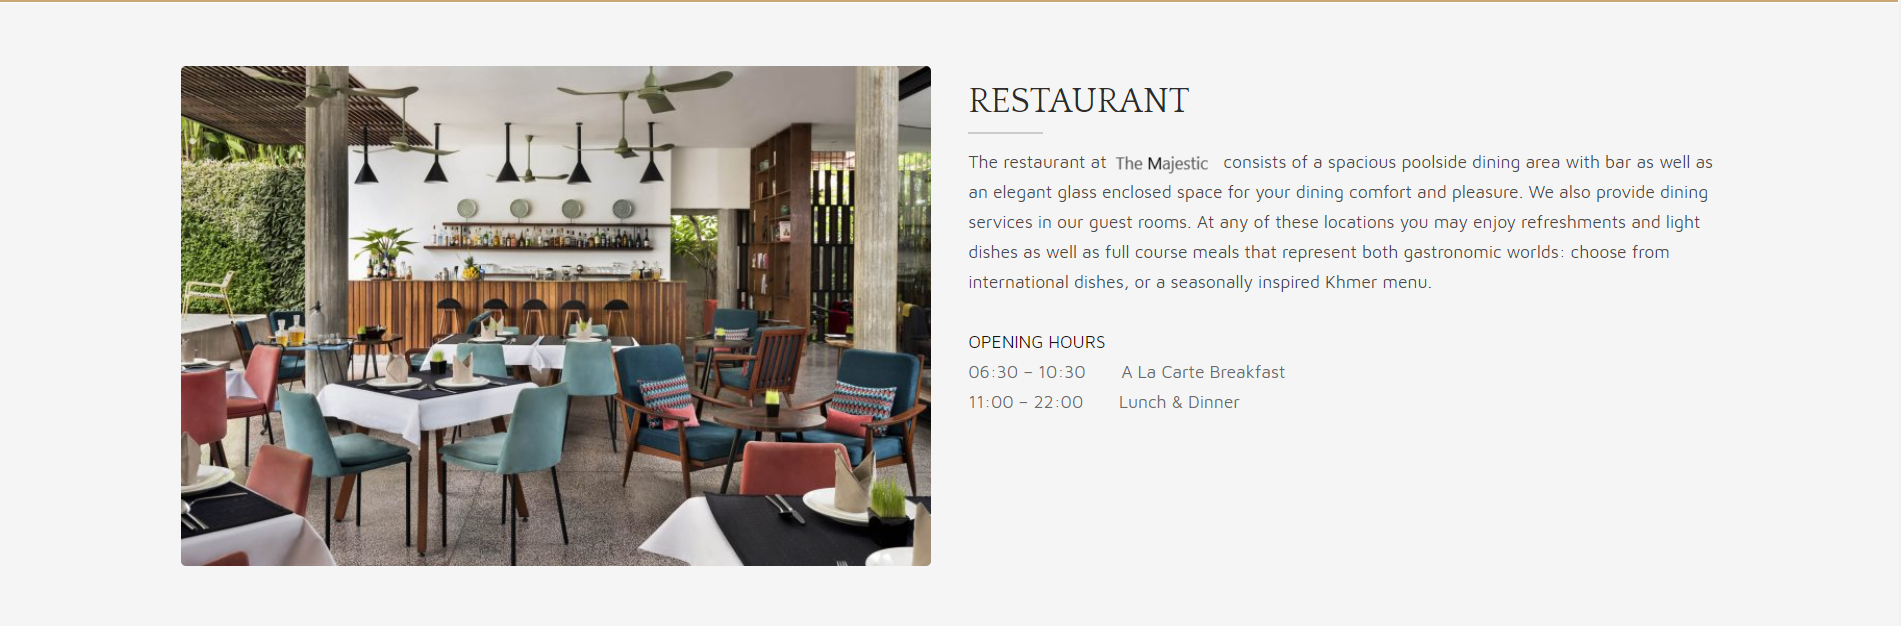 RESTAURANT
The restaurant at The Majestic consists of a spacious poolside dining area with bar as well as
an elegant glass enclosed space for your dining comfort and pleasure. We also provide dining
services in our guest rooms. At any of these locations you may enjoy refreshments and light
dishes as well as full course meals that represent both gastronomic worlds: choose from
international dishes, or a seasonally inspired Khmer menu.
OPENING HOURS
06:30 – 10:30 A La Carte Breakfast
11:00 – 22:00 Lunch & Dinner